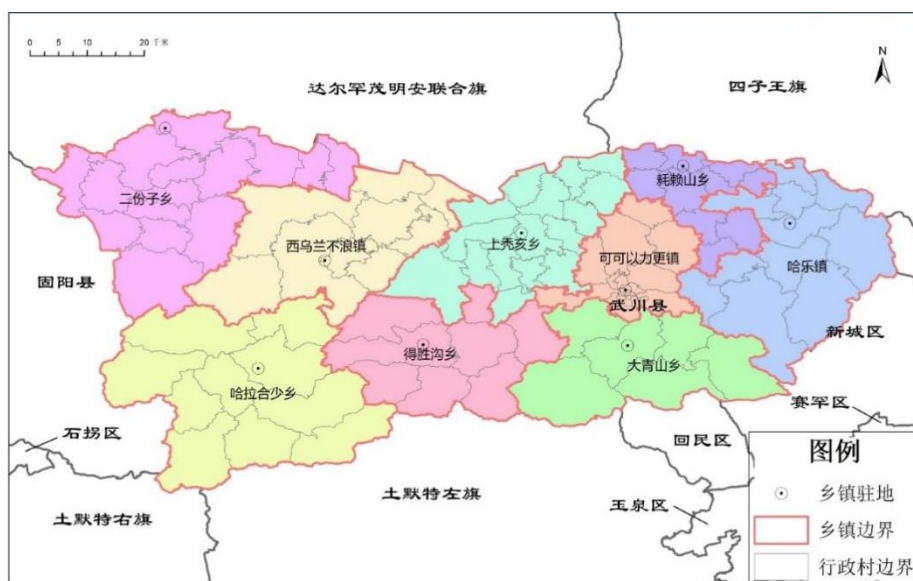 0 5 10 20 千米
N
达尔罕茂明安联合旗
四子王旗
耗赖山乡
二份子乡
上秃亥乡
西乌兰不浪镇
可可以力更镇
哈乐镇
固阳县
武川县
新城区
得胜沟乡
大青山乡
哈拉合少乡
赛罕区
石拐区
回民区
土默特左旗
玉泉区
土默特右旗
图例
乡镇驻地
乡镇边界
行政村边界